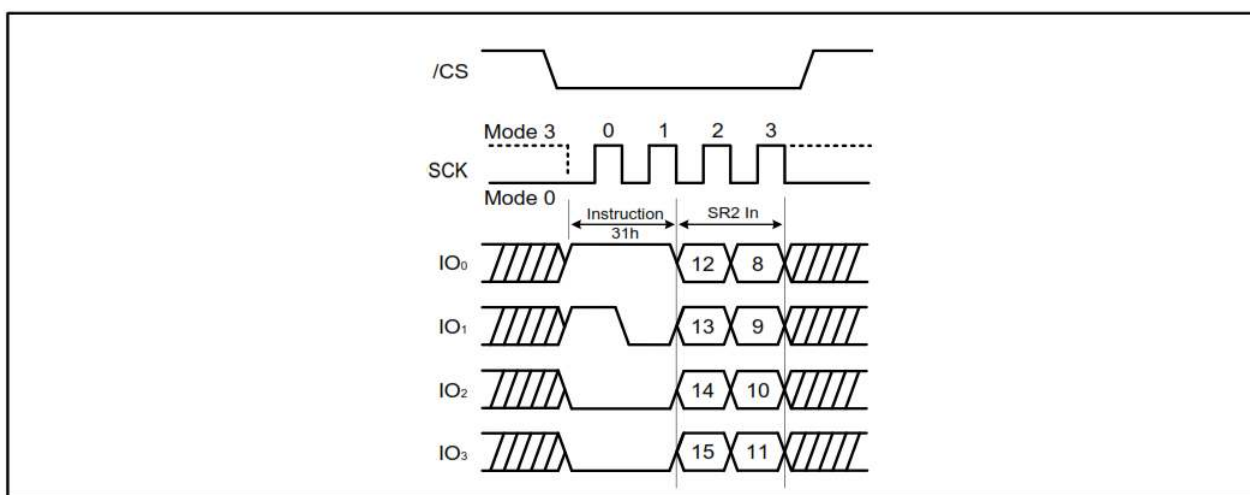 /CS
Mode 3 0 1 2 3
SCK
Mode 0
Instruction SR2 In
31h
IO₀ 12 8
IO₁ 13 9
IO₂ 14 10
IO₃ 15 11